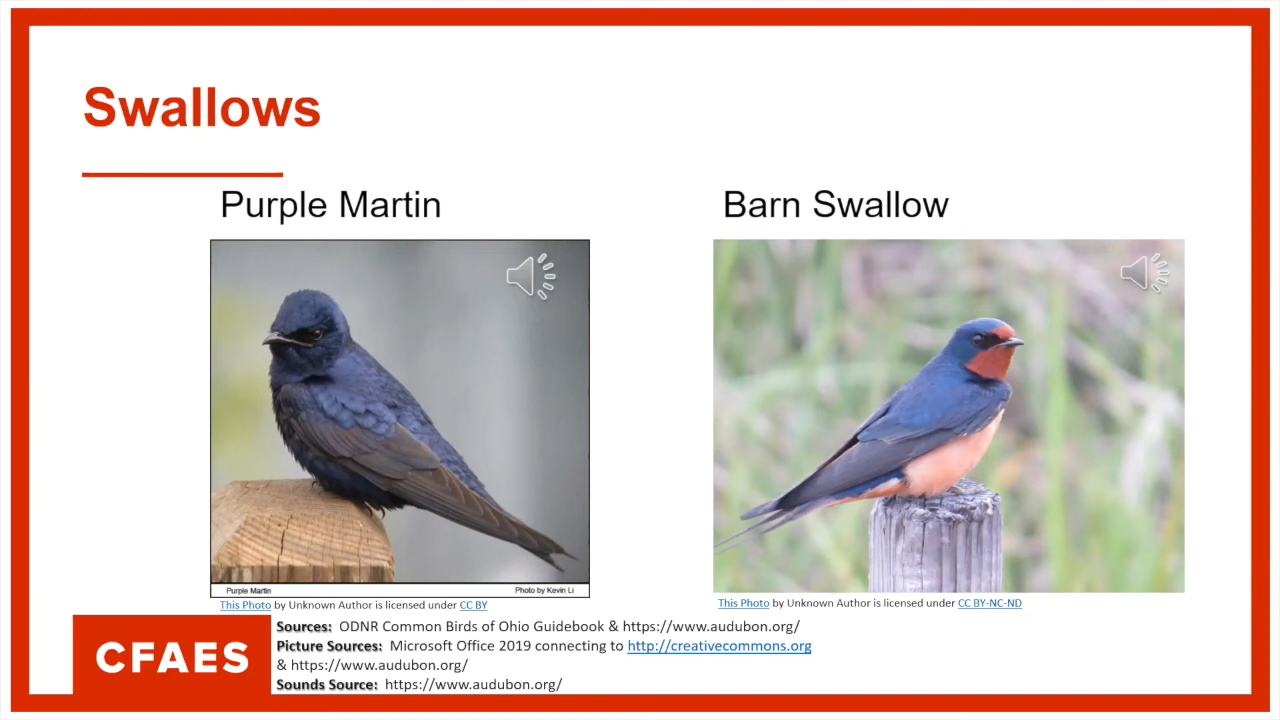 Swallows
Purple Martin
Barn Swallow
Purple Martin
Photo by Kevin Li
This Photo by Unknown Author is licensed under CC BY
This Photo by Unknown Author is licensed under CC BY-NC-ND
CFAES
Sources: ODNR Common Birds of Ohio Guidebook & https://www.audubon.org/
Picture Sources: Microsoft Office 2019 connecting to http://creativecommons.org
& https://www.audubon.org/
Sounds Source: https://www.audubon.org/